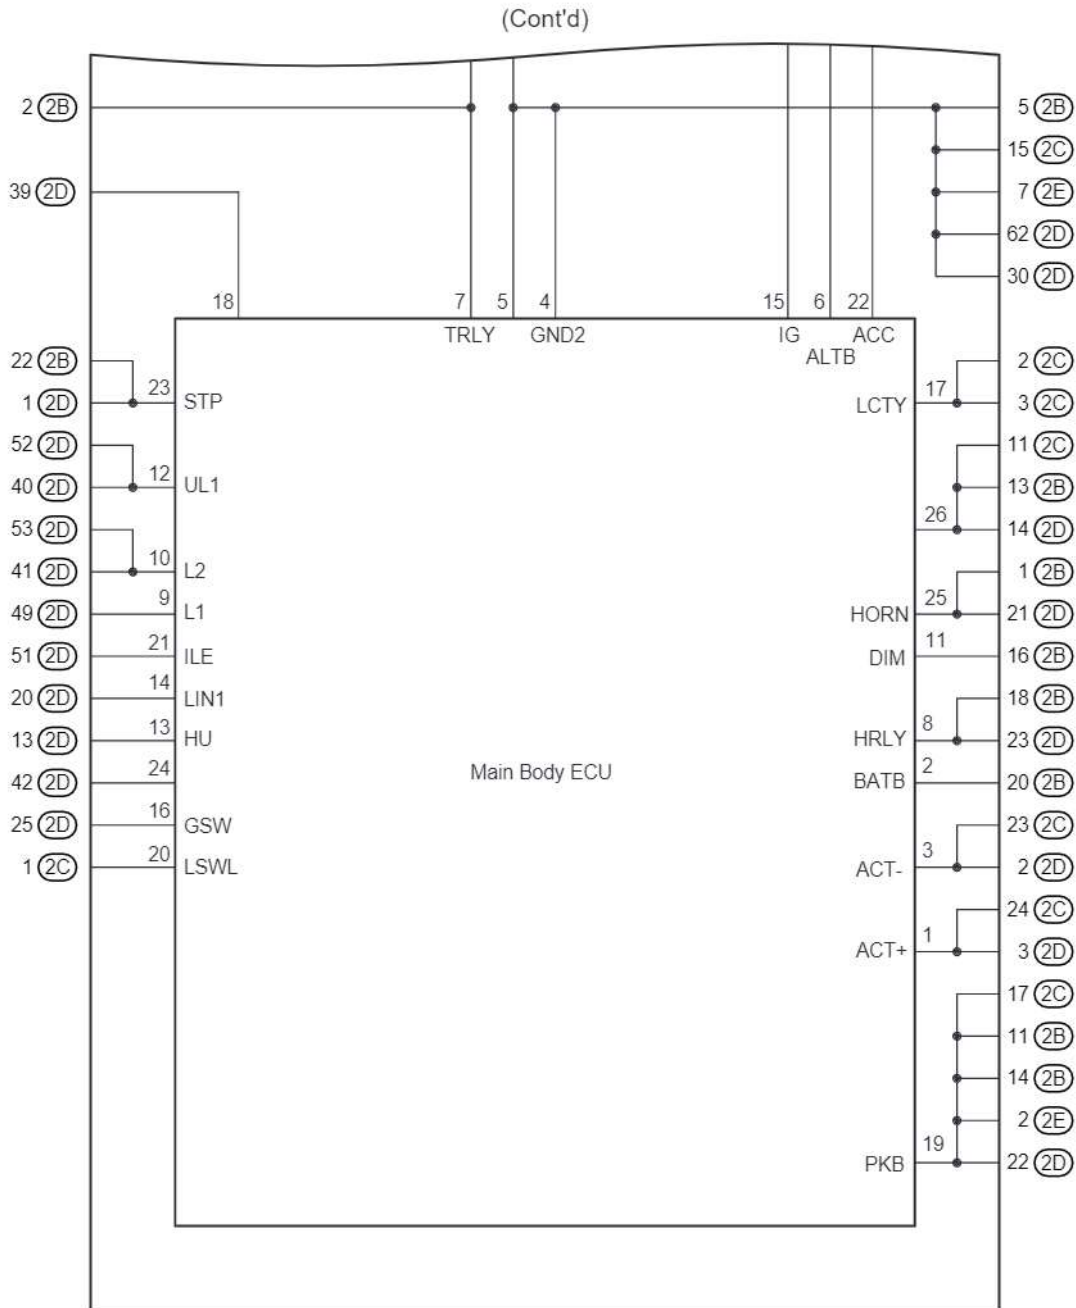 (Cont'd)
2 2B 5 2B
15 2C
39 2D 7 2E
62 2D
30 2D
18 7 5 4 15 6 22
TRLY GND2 IG ACC
ALTB
22 2B 2 2C
23 17
1 2D STP LCTY 3 2C
52 2D 11 2C
12
40 2D UL1 13 2B
53 2D 26 14 2D
10
41 2D L2 1 2B
9 25
49 2D L1 HORN 21 2D
21 11
51 2D ILE DIM 16 2B
14
20 2D LIN1 18 2B
13 8
13 2D HU HRLY 23 2D
24 2
42 2D Main Body ECU BATB 20 2B
16
25 2D GSW 23 2C
20 3
1 2C LSWL ACT- 2 2D
24 2C
1
ACT+ 3 2D
17 2C
11 2B
14 2B
2 2E
19
PKB 22 2D